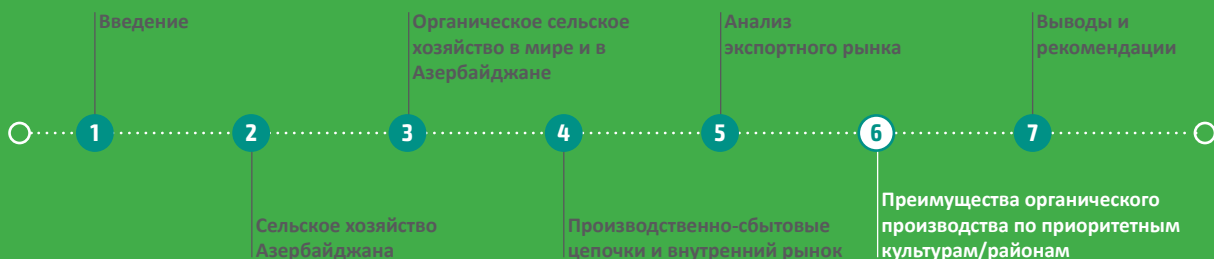 Введение
Органическое сельское
хозяйство в мире и в
Азербайджане
Анализ
экспортного рынка
Выводы и
рекомендации
1
2
3
4
5
6
7
Сельское хозяйство
Азербайджана
Производственно-сбытовые
цепочки и внутренний рынок
Преимущества органического
производства по приоритетным
культурам/районам